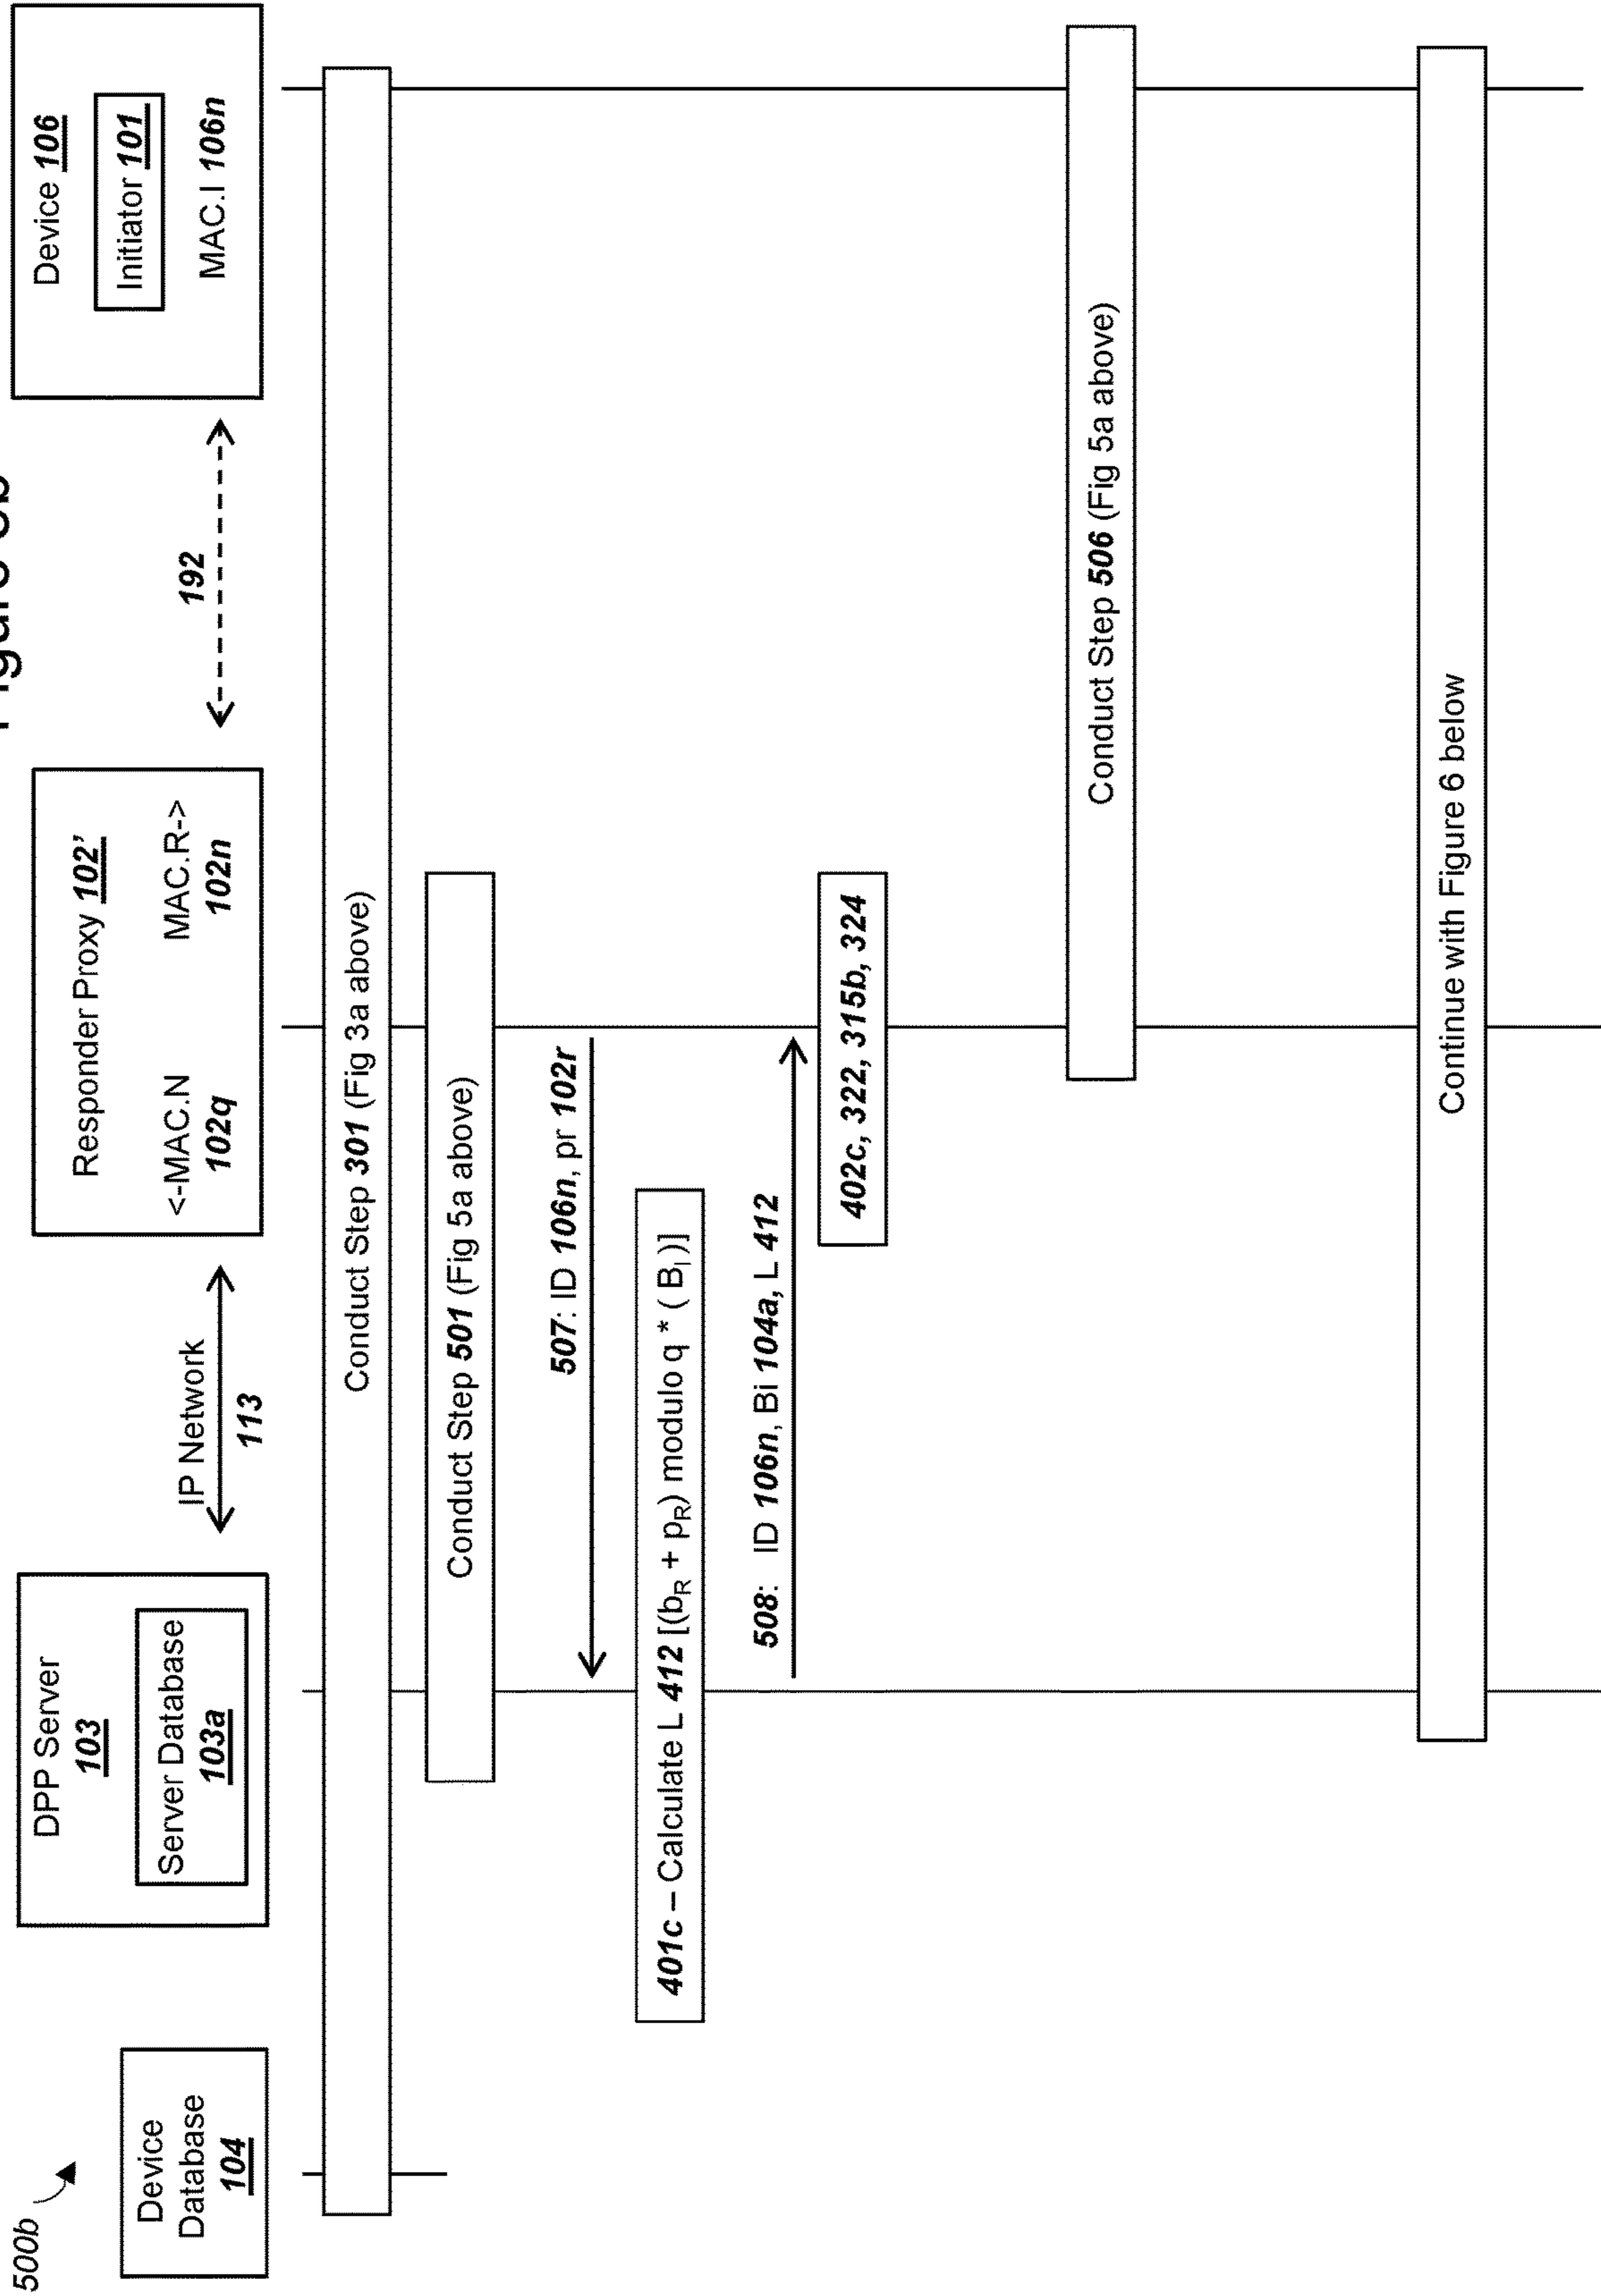 Figure 5b
500b
Device
Database
104
DPP Server
103
Server Database
103a
IP Network
113
Responder Proxy 102’
<-MAC.N
102q
MAC.R->
102n
192
Device 106
Initiator 101
MAC.I 106n
Conduct Step 301 (Fig 3a above)
Conduct Step 501 (Fig 5a above)
507: ID 106n, pr 102r
401c – Calculate L 412 [(bR + pR) modulo q * ( BI )]
508: ID 106n, Bi 104a, L 412
402c, 322, 315b, 324
Conduct Step 506 (Fig 5a above)
Continue with Figure 6 below